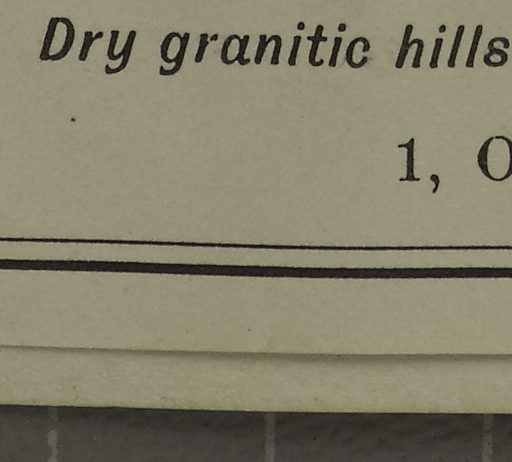 Dry granitic hills
1, O